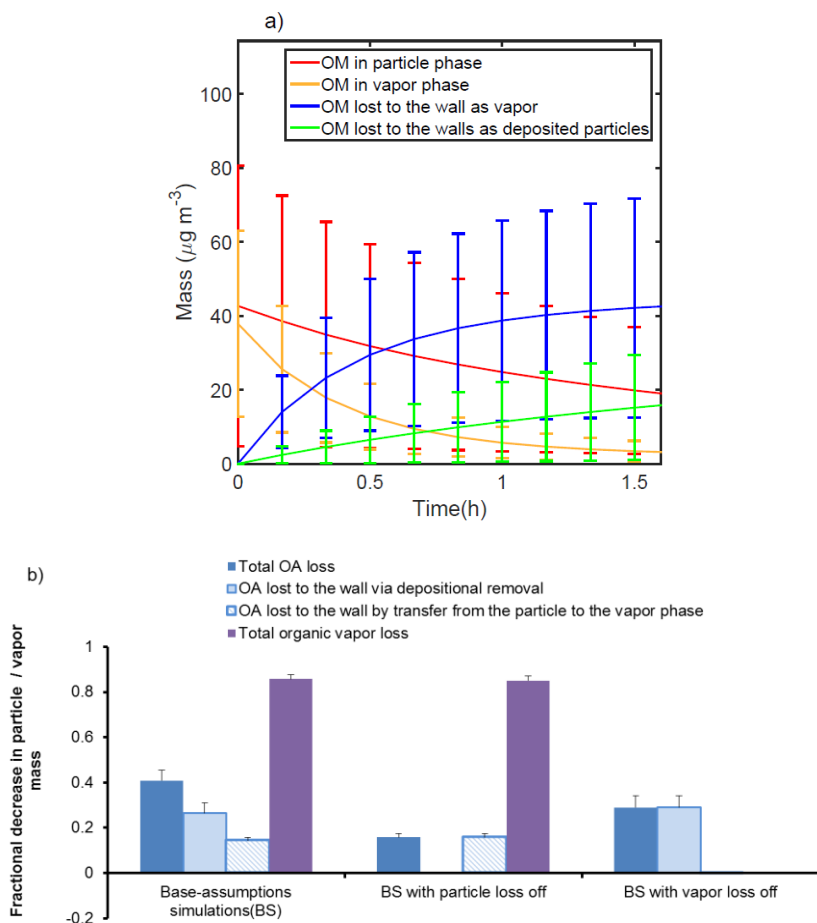 a)
OM in particle phase
OM in vapor phase
OM lost to the wall as vapor
OM lost to the walls as deposited particles
Mass (μg m⁻³)
100
80
60
40
20
0
0
0.5
1
1.5
Time(h)
b)
Total OA loss
OA lost to the wall via depositional removal
OA lost to the wall by transfer from the particle to the vapor phase
Total organic vapor loss
Fractional decrease in particle / vapor
mass
1
0.8
0.6
0.4
0.2
0
-0.2
Base-assumptions
simulations(BS)
BS with particle loss off
BS with vapor loss off